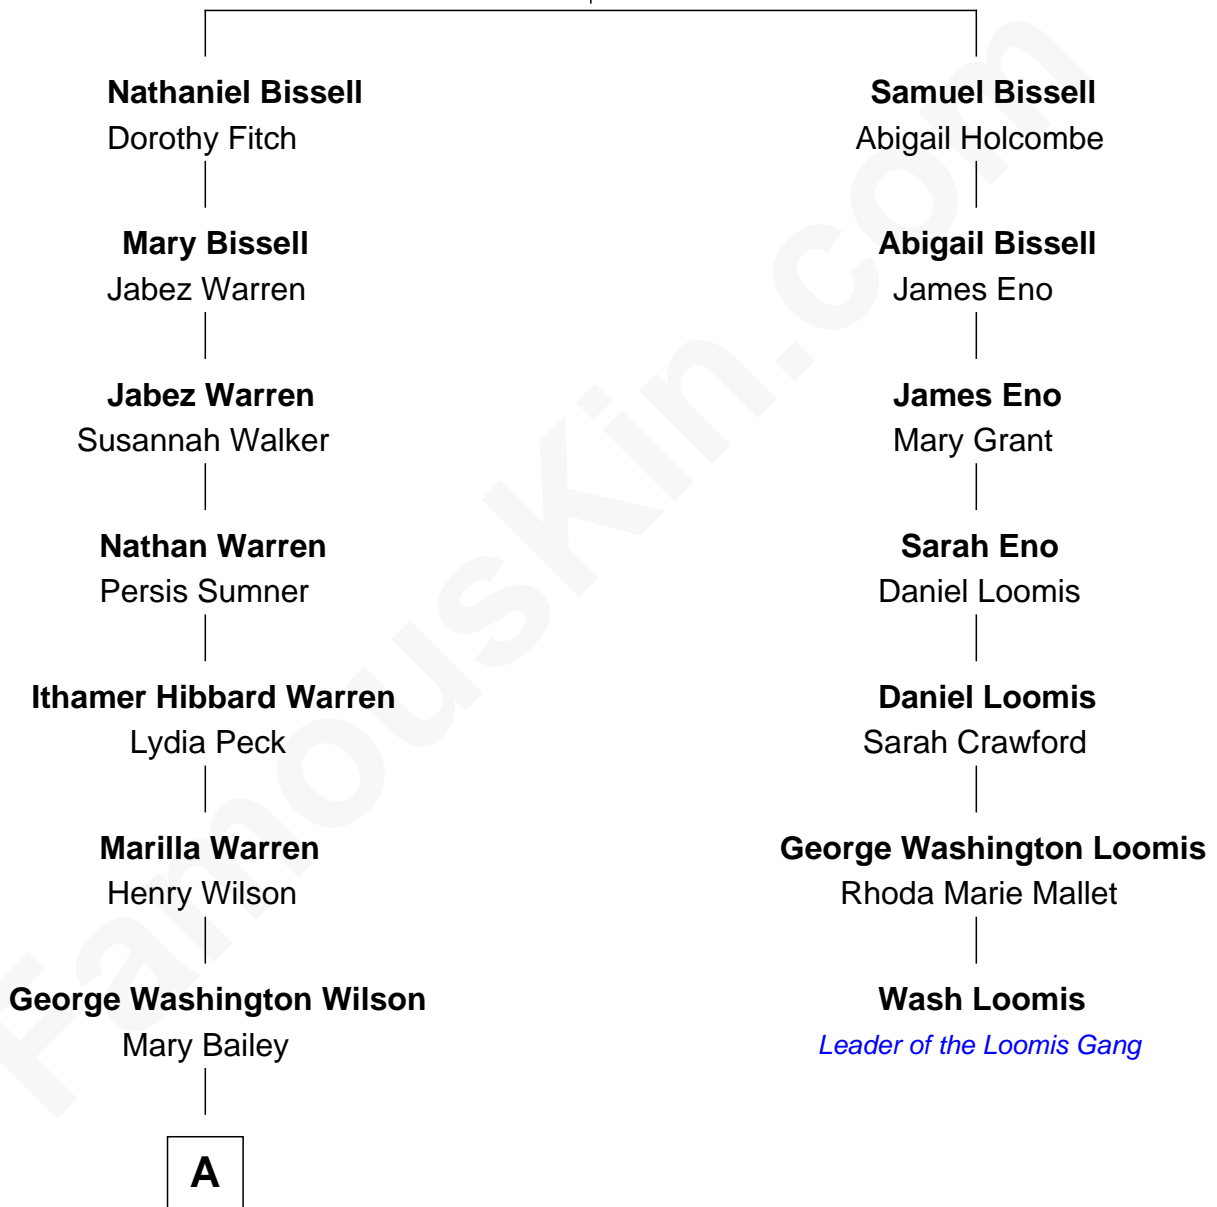 Nathaniel Bissell
Dorothy Fitch
Mary Bissell
Jabez Warren
Jabez Warren
Susannah Walker
Nathan Warren
Persis Sumner
Ithamer Hibbard Warren
Lydia Peck
Marilla Warren
Henry Wilson
George Washington Wilson
Mary Bailey
A
Samuel Bissell
Abigail Holcombe
Abigail Bissell
James Eno
James Eno
Mary Grant
Sarah Eno
Daniel Loomis
Daniel Loomis
Sarah Crawford
George Washington Loomis
Rhoda Marie Mallet
Wash Loomis
Leader of the Loomis Gang
FamousKin.com